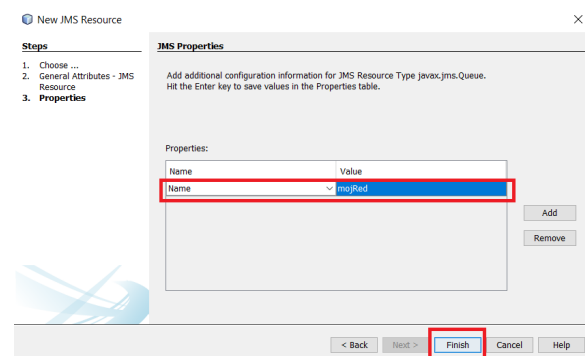 New JMS Resource
Steps
1. Choose ...
2. General Attributes - JMS
Resource
3. Properties
JMS Properties
Add additional configuration information for JMS Resource Type javax.jms.Queue.
Hit the Enter key to save values in the Properties table.
Properties:
Name Value
Name mojRed
Add
Remove
< Back Next > Finish Cancel Help